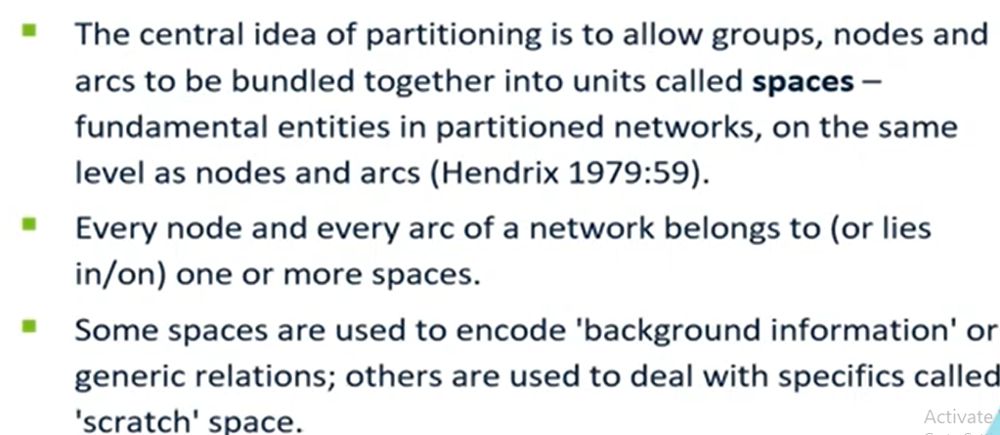 The central idea of partitioning is to allow groups, nodes and
arcs to be bundled together into units called spaces –
fundamental entities in partitioned networks, on the same
level as nodes and arcs (Hendrix 1979:59).
Every node and every arc of a network belongs to (or lies
in/on) one or more spaces.
Some spaces are used to encode 'background information' or
generic relations; others are used to deal with specifics called
'scratch' space.
Activate